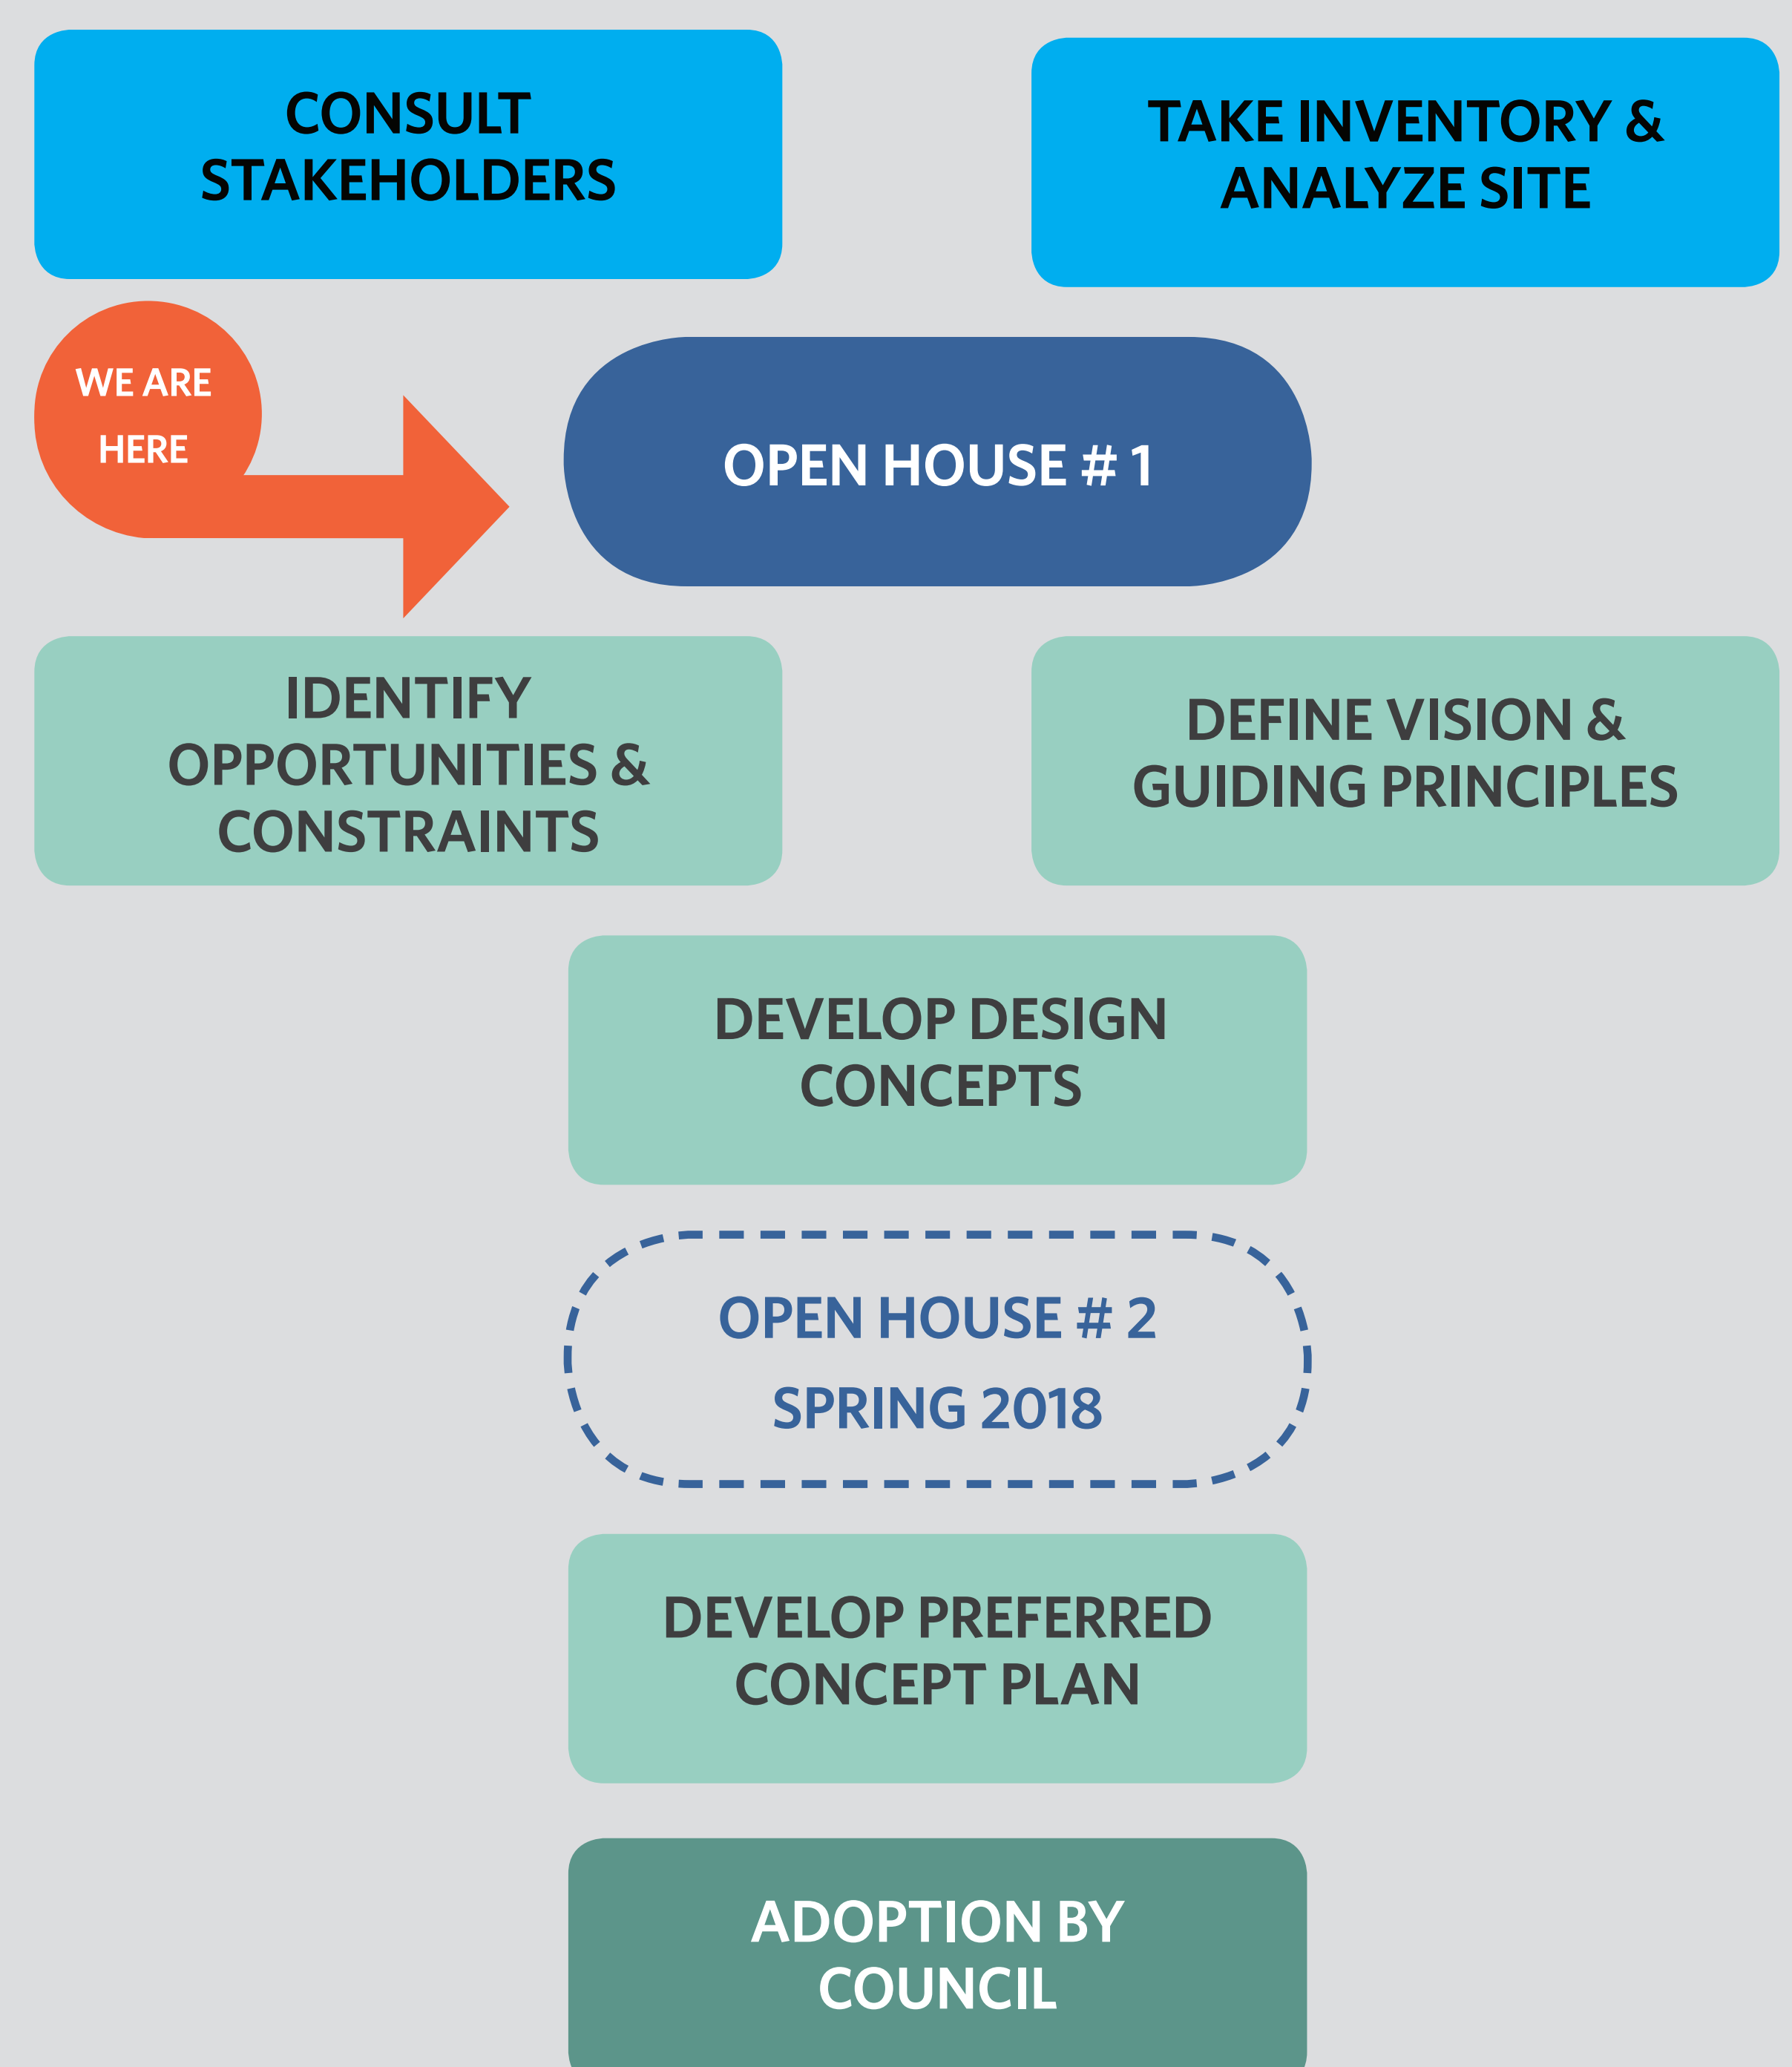 CONSULT
STAKEHOLDERS
TAKE INVENTORY &
ANALYZE SITE
WE ARE
HERE
OPEN HOUSE # 1
IDENTIFY
OPPORTUNITIES &
CONSTRAINTS
DEFINE VISION &
GUIDING PRINCIPLES
DEVELOP DESIGN
CONCEPTS
OPEN HOUSE # 2
SPRING 2018
DEVELOP PREFERRED
CONCEPT PLAN
ADOPTION BY
COUNCIL